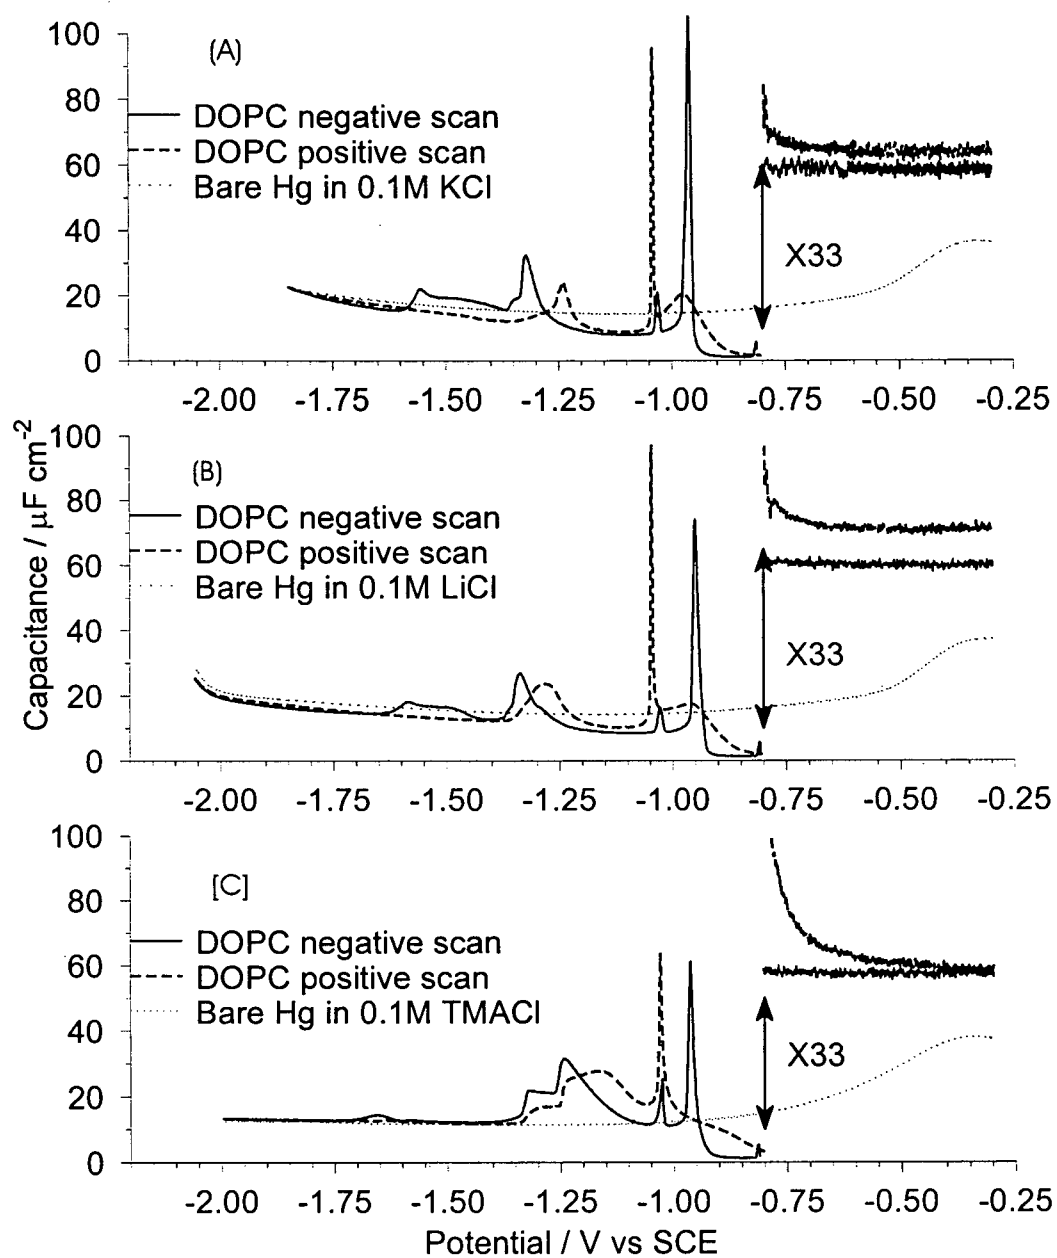 100
80
60
40
20
0
(A)
DOPC negative scan
DOPC positive scan
Bare Hg in 0.1M KCl
X33
-2.00 -1.75 -1.50 -1.25 -1.00 -0.75 -0.50 -0.25
Capacitance / μF cm-2
100
80
60
40
20
0
(B)
DOPC negative scan
DOPC positive scan
Bare Hg in 0.1M LiCl
X33
-2.00 -1.75 -1.50 -1.25 -1.00 -0.75 -0.50 -0.25
100
80
60
40
20
0
[C]
DOPC negative scan
DOPC positive scan
Bare Hg in 0.1M TMACl
X33
-2.00 -1.75 -1.50 -1.25 -1.00 -0.75 -0.50 -0.25
Potential / V vs SCE